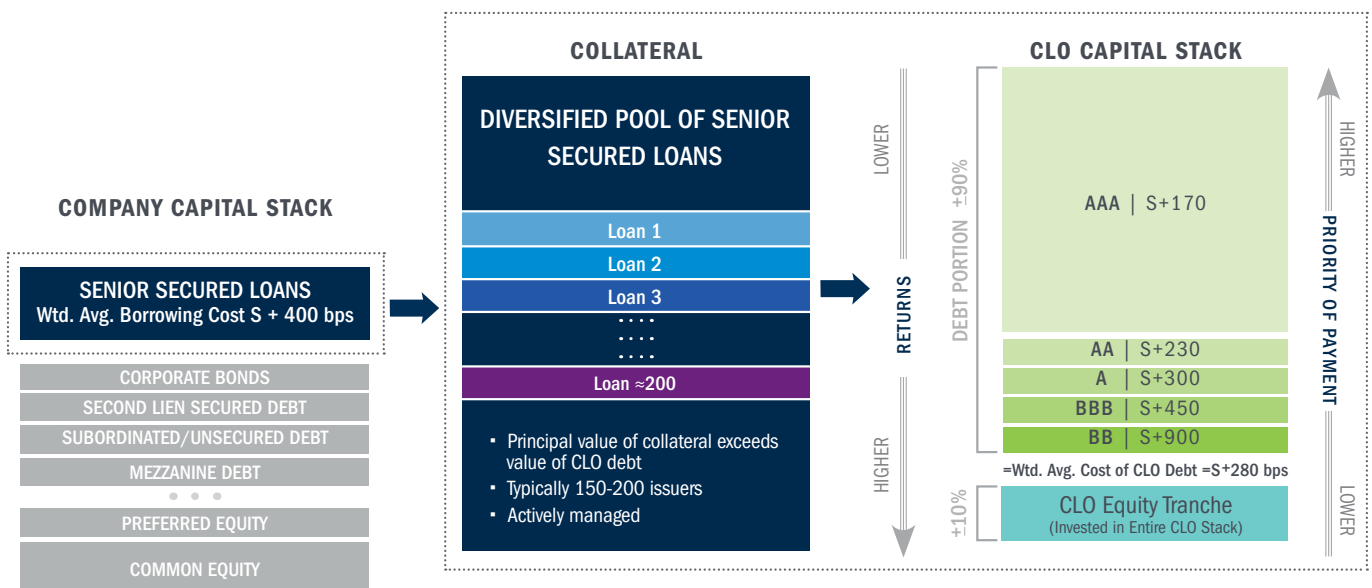 COMPANY CAPITAL STACK
SENIOR SECURED LOANS
Wtd. Avg. Borrowing Cost S + 400 bps
CORPORATE BONDS
SECOND LIEN SECURED DEBT
SUBORDINATED/UNSECURED DEBT
MEZZANINE DEBT
PREFERRED EQUITY
COMMON EQUITY
COLLATERAL
DIVERSIFIED POOL OF SENIOR
SECURED LOANS
Loan 1
Loan 2
Loan 3
....
....
Loan ≈200
▪ Principal value of collateral exceeds
value of CLO debt
▪ Typically 150-200 issuers
▪ Actively managed
LOWER
RETURNS
HIGHER
CLO CAPITAL STACK
DEBT PORTION ±90%
AAA | S+170
AA | S+230
A | S+300
BBB | S+450
BB | S+900
=Wtd. Avg. Cost of CLO Debt =S+280 bps
±10%
CLO Equity Tranche
(Invested in Entire CLO Stack)
HIGHER
PRIORITY OF PAYMENT
LOWER